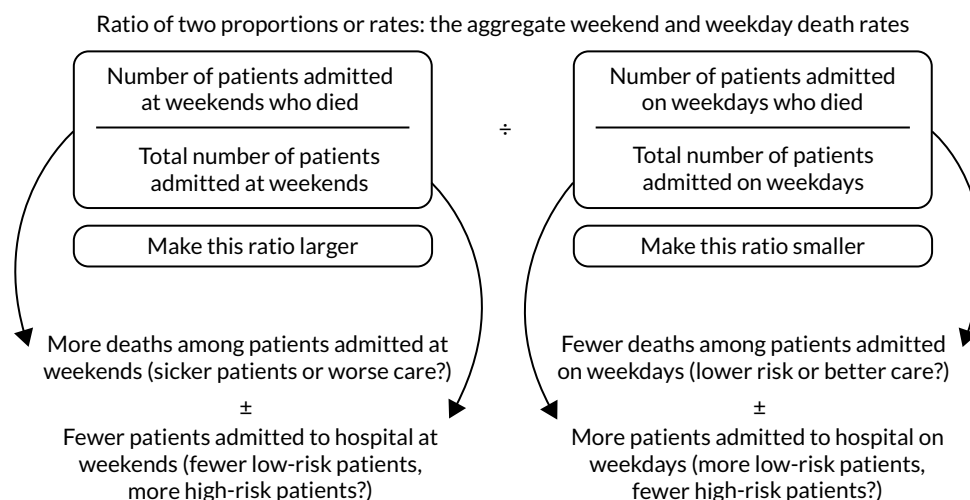 Ratio of two proportions or rates: the aggregate weekend and weekday death rates
Number of patients admitted
at weekends who died
Total number of patients
admitted at weekends
÷
Number of patients admitted
on weekdays who died
Total number of patients
admitted on weekdays
Make this ratio larger
Make this ratio smaller
More deaths among patients admitted at
weekends (sicker patients or worse care?)
±
Fewer patients admitted to hospital at
weekends (fewer low-risk patients,
more high-risk patients?)
Fewer deaths among patients admitted
on weekdays (lower risk or better care?)
±
More patients admitted to hospital on
weekdays (more low-risk patients,
fewer high-risk patients?)